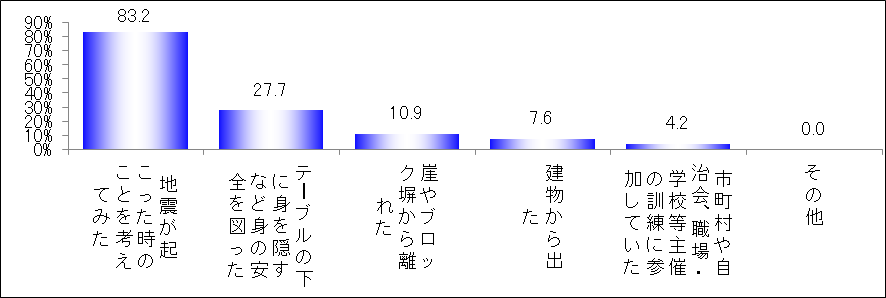 90%
80%
70%
60%
50%
40%
30%
20%
10%
0%
83.2
27.7
10.9
7.6
4.2
0.0
地震が起
こった時の
ことを考え
てみた
テーブルの下
に身を隠す
など身の安
全を図った
崖やブロッ
ク塀から離
れた
建物から出
た
市町村や自
治会、職場・
学校等主催
の訓練に参
加していた
その他